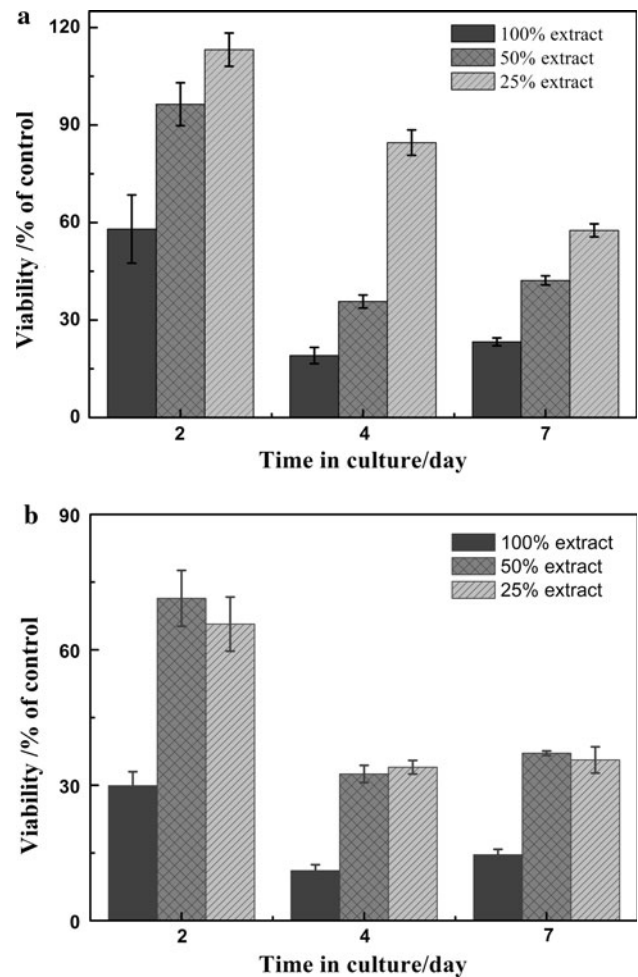 a
120
90
60
30
0
Viability /% of control
100% extract
50% extract
25% extract
2 4 7
Time in culture/day
b
90
60
30
0
Viability /% of control
100% extract
50% extract
25% extract
2 4 7
Time in culture/day